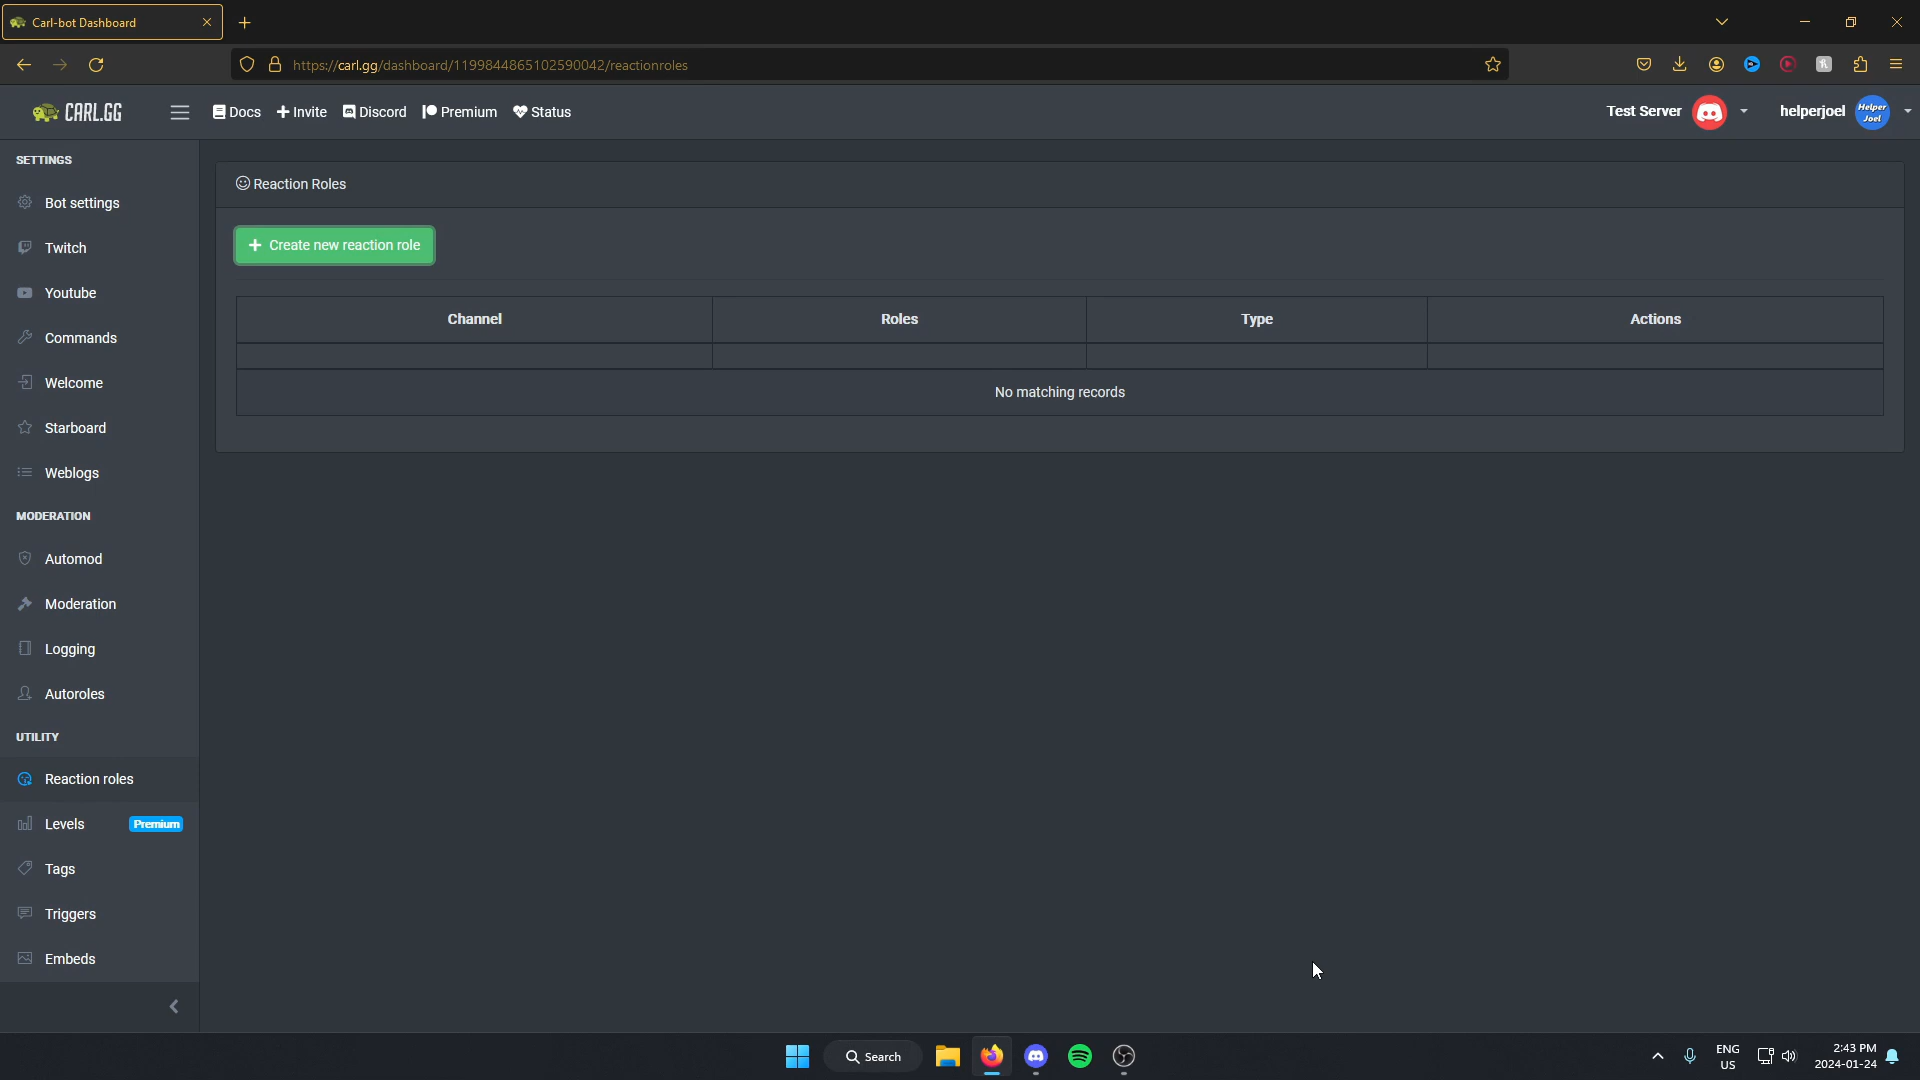 Carl-bot Dashboard
https://carl.gg/dashboard/1199844865102590042/reactionroles
CARL.GG
Docs
Invite
Discord
Premium
Status
Test Server
helperjoel
Helper
Joel
SETTINGS
Bot settings
Twitch
Youtube
Commands
Welcome
Starboard
Weblogs
MODERATION
Automod
Moderation
Logging
Autoroles
UTILITY
Reaction roles
Levels Premium
Tags
Triggers
Embeds
Reaction Roles
Create new reaction role
Channel Roles Type Actions
No matching records
Search
ENG
US
2:43 PM
2024-01-24